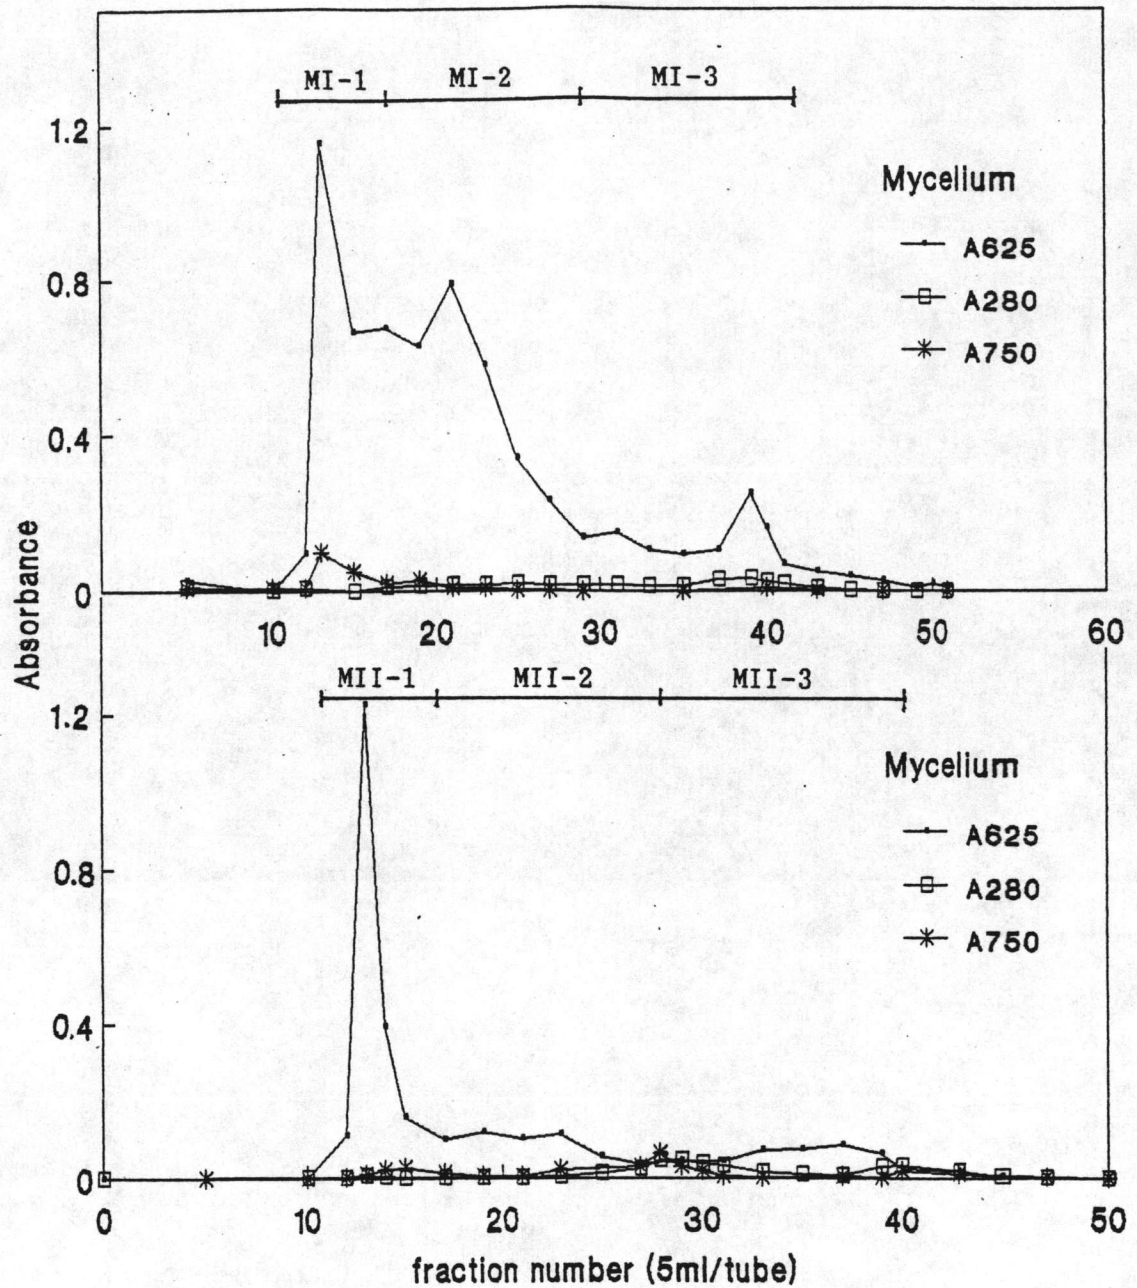 MI-1 MI-2 MI-3
1.2
Mycelium
A625
0.8
A280
A750
0.4
0
10 20 30 40 50 60
Absorbance
MII-1 MII-2 MII-3
1.2
Mycelium
A625
0.8
A280
A750
0.4
0
0 10 20 30 40 50
fraction number (5ml/tube)